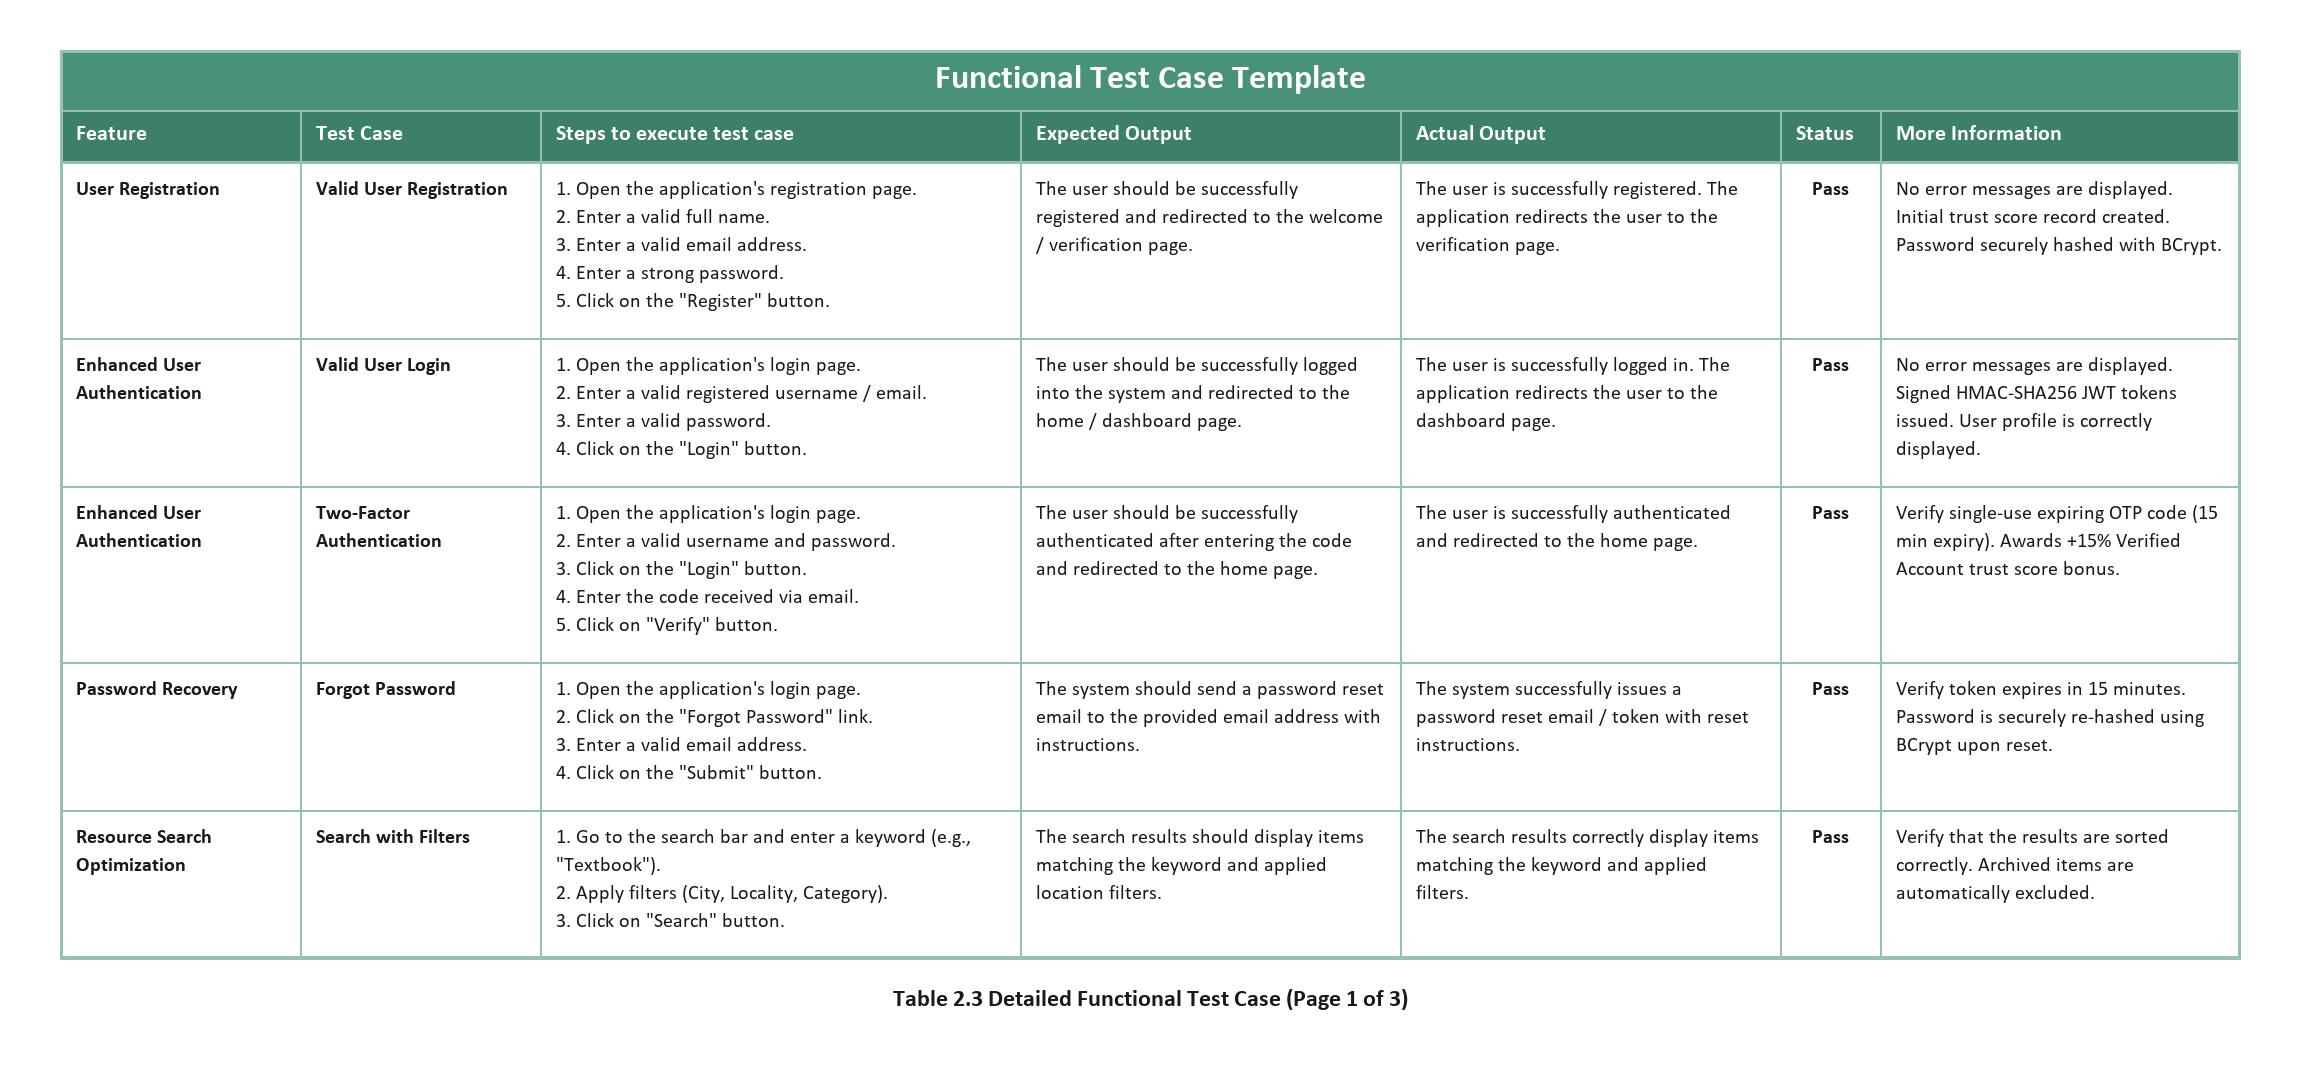 Functional Test Case Template
Feature
Test Case
Steps to execute test case
Expected Output
Actual Output
Status
More Information
User Registration
Valid User Registration
1. Open the application's registration page.
2. Enter a valid full name.
3. Enter a valid email address.
4. Enter a strong password.
5. Click on the "Register" button.
The user should be successfully
registered and redirected to the welcome
/ verification page.
The user is successfully registered. The
application redirects the user to the
verification page.
Pass
No error messages are displayed.
Initial trust score record created.
Password securely hashed with BCrypt.
Enhanced User
Authentication
Valid User Login
1. Open the application's login page.
2. Enter a valid registered username / email.
3. Enter a valid password.
4. Click on the "Login" button.
The user should be successfully logged
into the system and redirected to the
home / dashboard page.
The user is successfully logged in. The
application redirects the user to the
dashboard page.
Pass
No error messages are displayed.
Signed HMAC-SHA256 JWT tokens
issued. User profile is correctly
displayed.
Enhanced User
Authentication
Two-Factor
Authentication
1. Open the application's login page.
2. Enter a valid username and password.
3. Click on the "Login" button.
4. Enter the code received via email.
5. Click on "Verify" button.
The user should be successfully
authenticated after entering the code
and redirected to the home page.
The user is successfully authenticated
and redirected to the home page.
Pass
Verify single-use expiring OTP code (15
min expiry). Awards +15% Verified
Account trust score bonus.
Password Recovery
Forgot Password
1. Open the application's login page.
2. Click on the "Forgot Password" link.
3. Enter a valid email address.
4. Click on the "Submit" button.
The system should send a password reset
email to the provided email address with
instructions.
The system successfully issues a
password reset email / token with reset
instructions.
Pass
Verify token expires in 15 minutes.
Password is securely re-hashed using
BCrypt upon reset.
Resource Search
Optimization
Search with Filters
1. Go to the search bar and enter a keyword (e.g.,
"Textbook").
2. Apply filters (City, Locality, Category).
3. Click on "Search" button.
The search results should display items
matching the keyword and applied
location filters.
The search results correctly display items
matching the keyword and applied
filters.
Pass
Verify that the results are sorted
correctly. Archived items are
automatically excluded.
Table 2.3 Detailed Functional Test Case (Page 1 of 3)